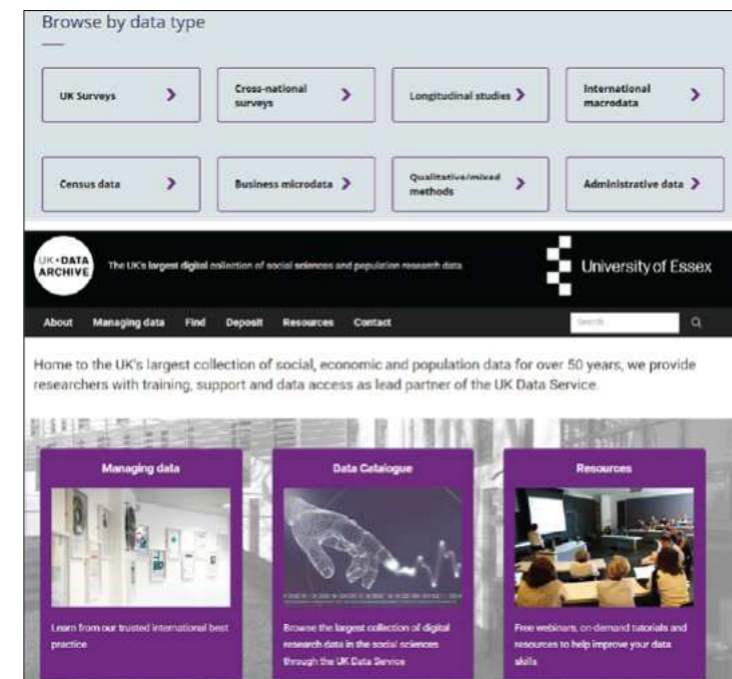 Browse by data type
UK Surveys
Cross-national
surveys
Longitudinal studies
International
macrodata
Census data
Business microdata
Qualitative/mixed
methods
Administrative data
UK•DATA
ARCHIVE
The UK's largest digital collection of social sciences and population research data
University of Essex
About Managing data Find Deposit Resources Contact
Search
Home to the UK's largest collection of social, economic and population data for over 50 years, we provide
researchers with training, support and data access as lead partner of the UK Data Service.
Managing data
Learn from our trusted international best
practice
Data Catalogue
Browse the largest collection of digital
research data in the social sciences
through the UK Data Service
Resources
Free webinars, on-demand tutorials and
resources to help improve your data
skills